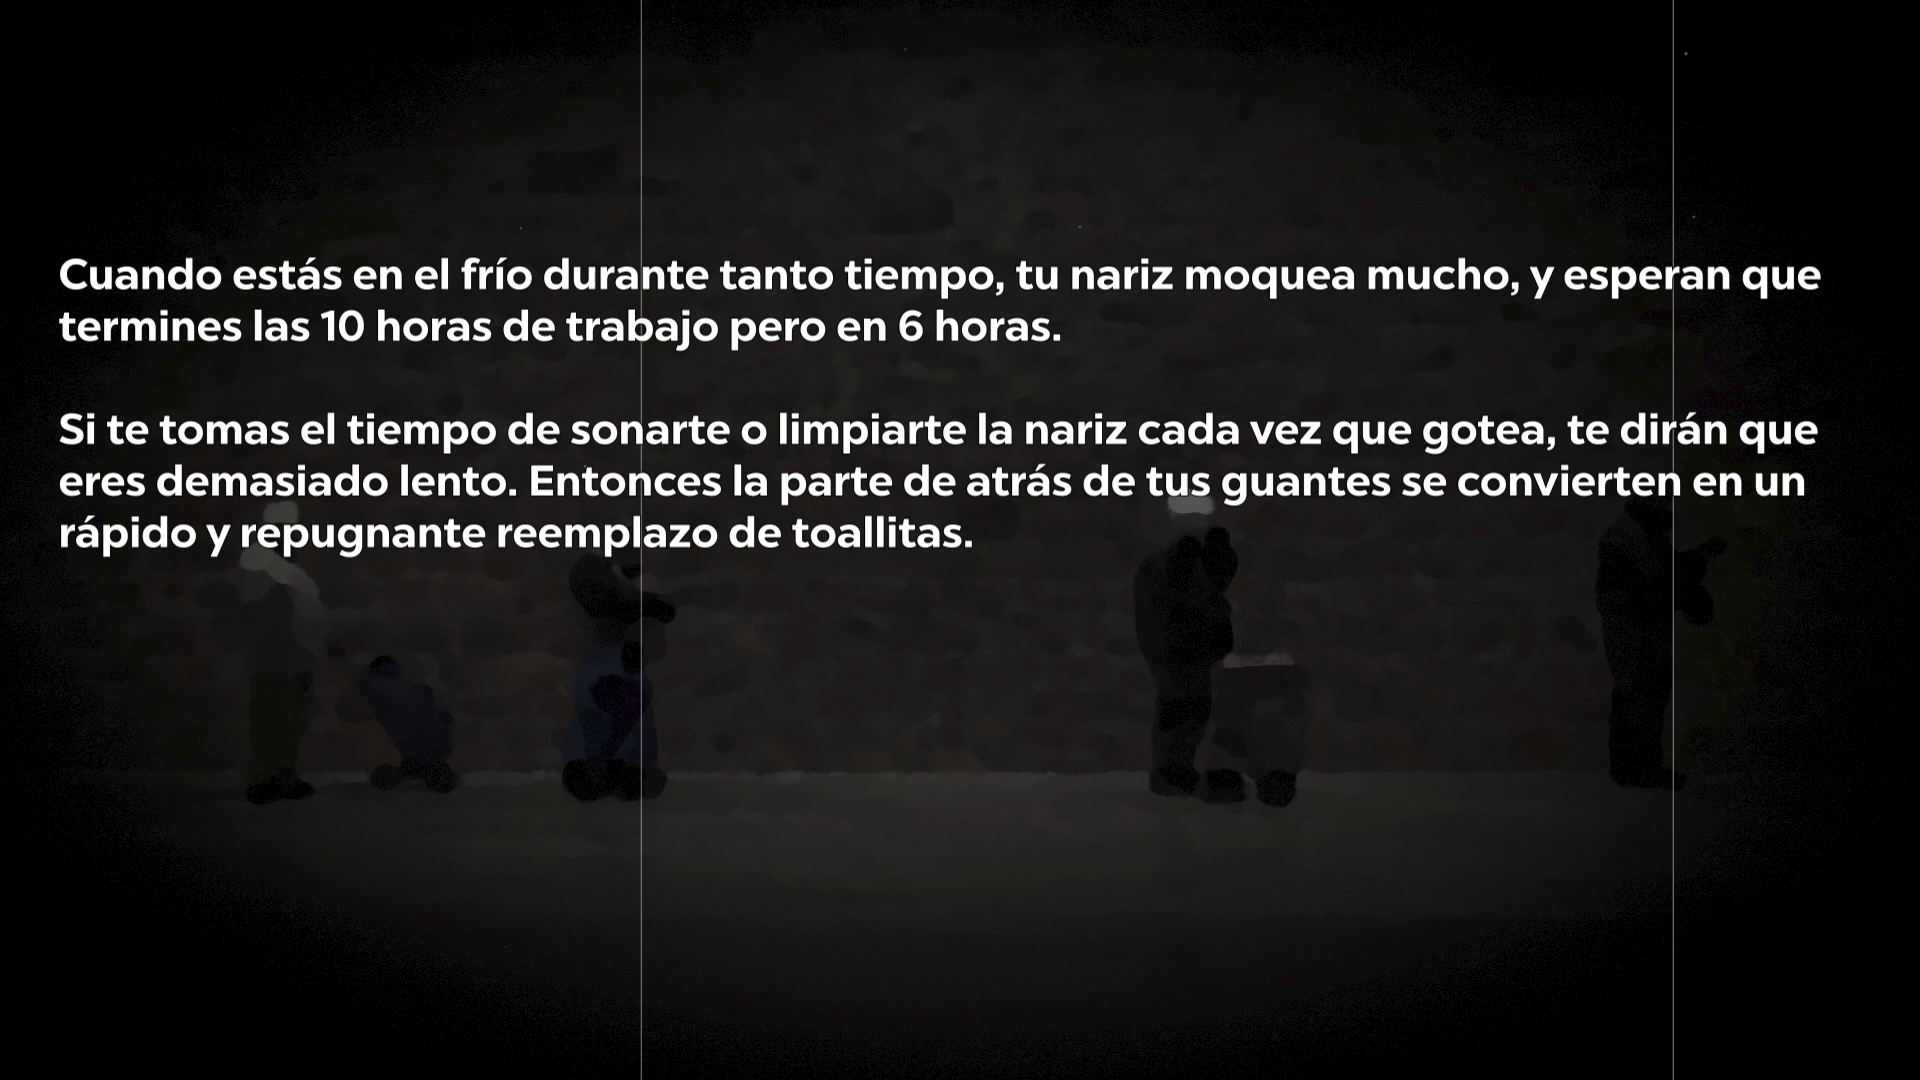 Cuando estás en el frío durante tanto tiempo, tu nariz moquea mucho, y esperan que
termines las 10 horas de trabajo pero en 6 horas.
Si te tomas el tiempo de sonarte o limpiarte la nariz cada vez que gotea, te dirán que
eres demasiado lento. Entonces la parte de atrás de tus guantes se convierten en un
rápido y repugnante reemplazo de toallitas.